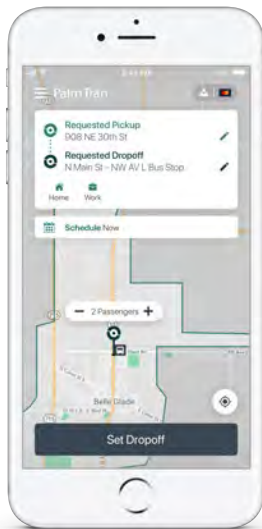 Palm Tran
Requested Pickup
908 NE 30th St
Requested Dropoff
N Main St - NW AV L Bus Stop
Home Work
Schedule Now
2 Passengers
Belle Glade
Set Dropoff